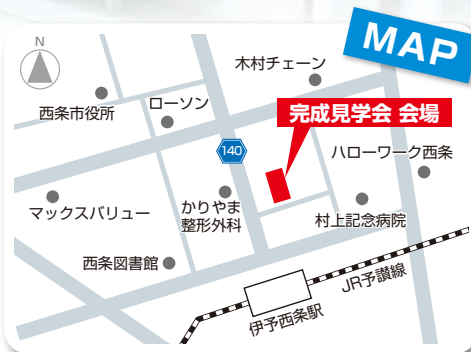 MAP
N
木村チェーン
西条市役所
ローソン
完成見学会 会場
140
ハローワーク西条
マックスバリュー
かりやま
整形外科
村上記念病院
西条図書館
JR予讃線
伊予西条駅